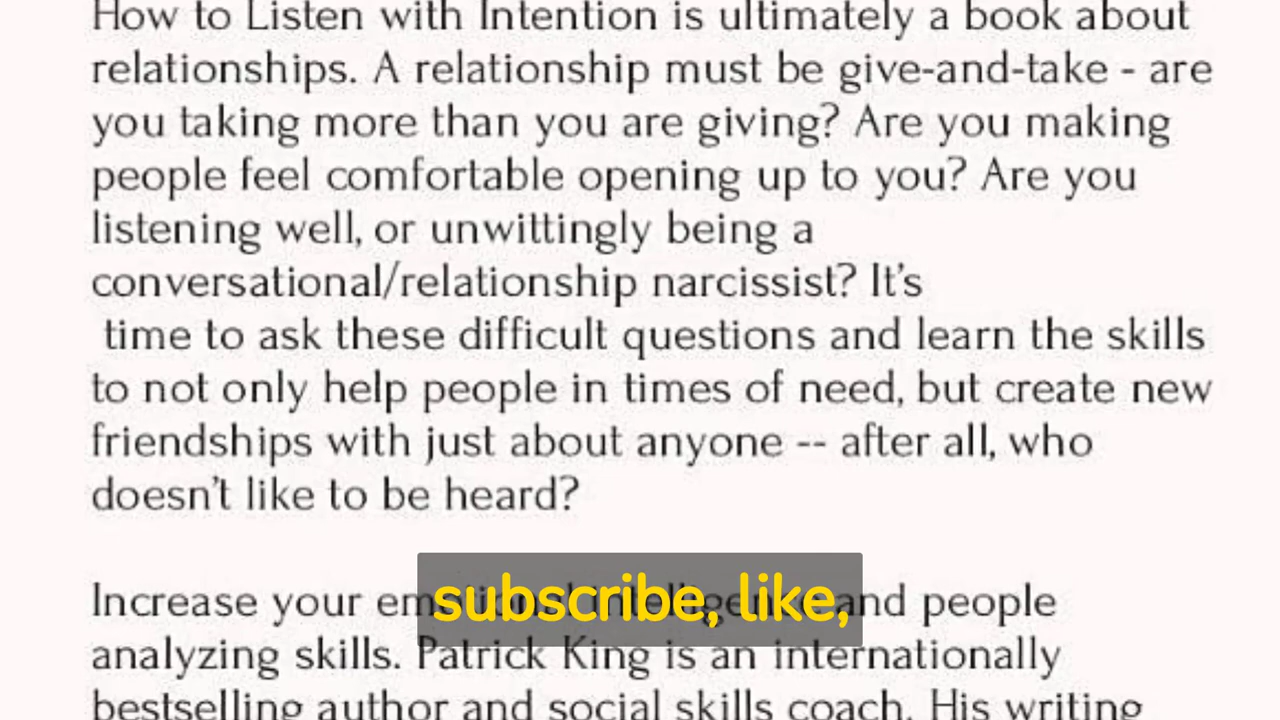 How to Listen with Intention is ultimately a book about
relationships. A relationship must be give-and-take - are
you taking more than you are giving? Are you making
people feel comfortable opening up to you? Are you
listening well, or unwittingly being a
conversational/relationship narcissist? It's
time to ask these difficult questions and learn the skills
to not only help people in times of need, but create new
friendships with just about anyone -- after all, who
doesn't like to be heard?
Increase your emotional intelligence and people
subscribe, like,
analyzing skills. Patrick King is an internationally
bestselling author and social skills coach. His writing